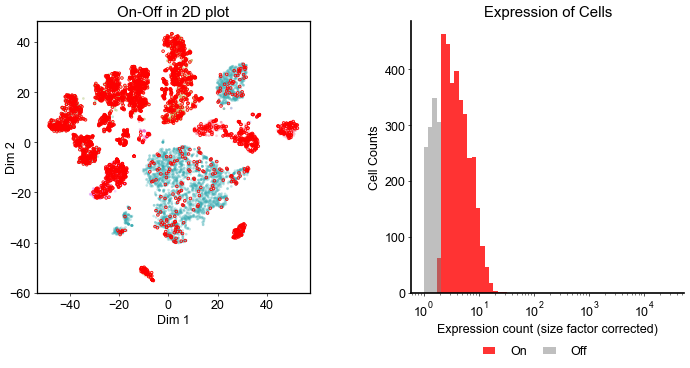 On-Off in 2D plot
60
40
20
0
−20
−40
−60
Dim 2
−40 −20 0 20 40
Dim 1
Expression of Cells
400
300
200
100
0
Cell Counts
10^0 10^1 10^2 10^3 10^4
Expression count (size factor corrected)
On Off